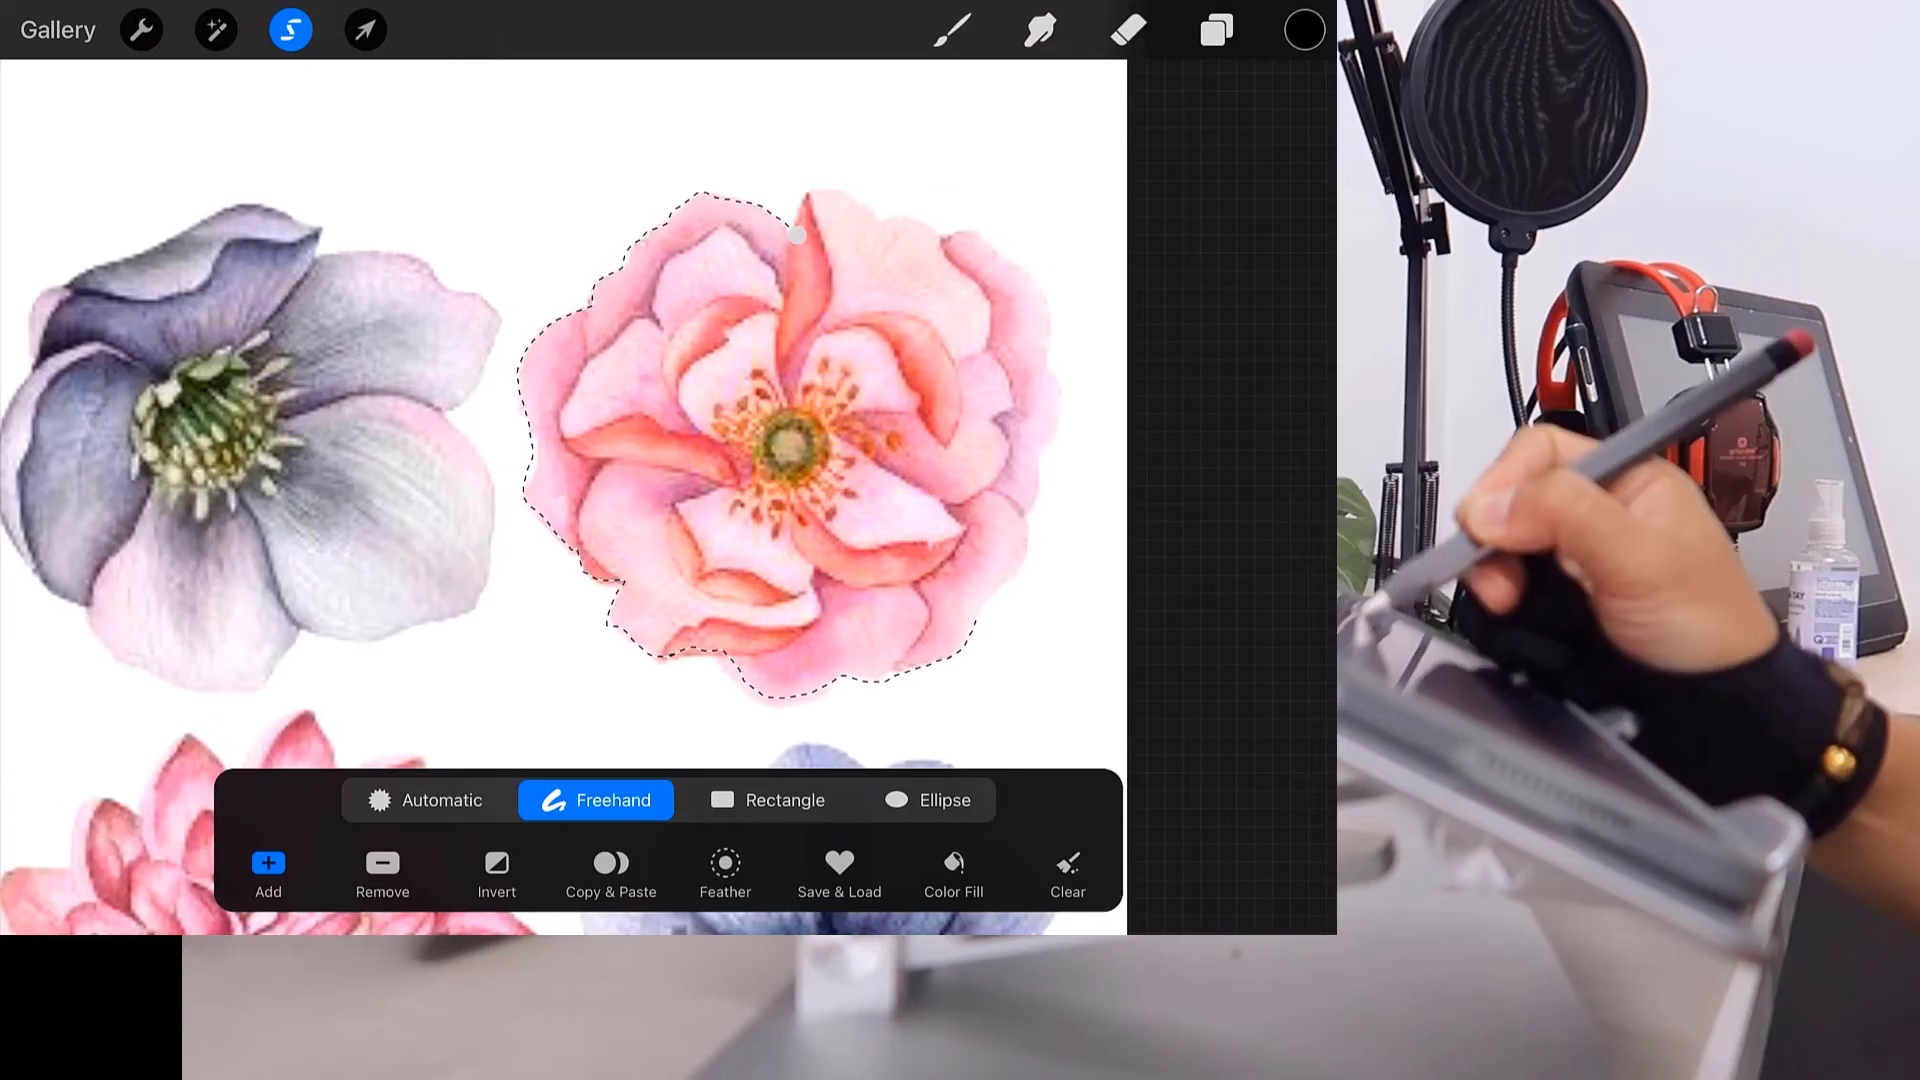 Gallery
Automatic
Freehand
Rectangle
Ellipse
Add
Remove
Invert
Copy & Paste
Feather
Save & Load
Color Fill
Clear